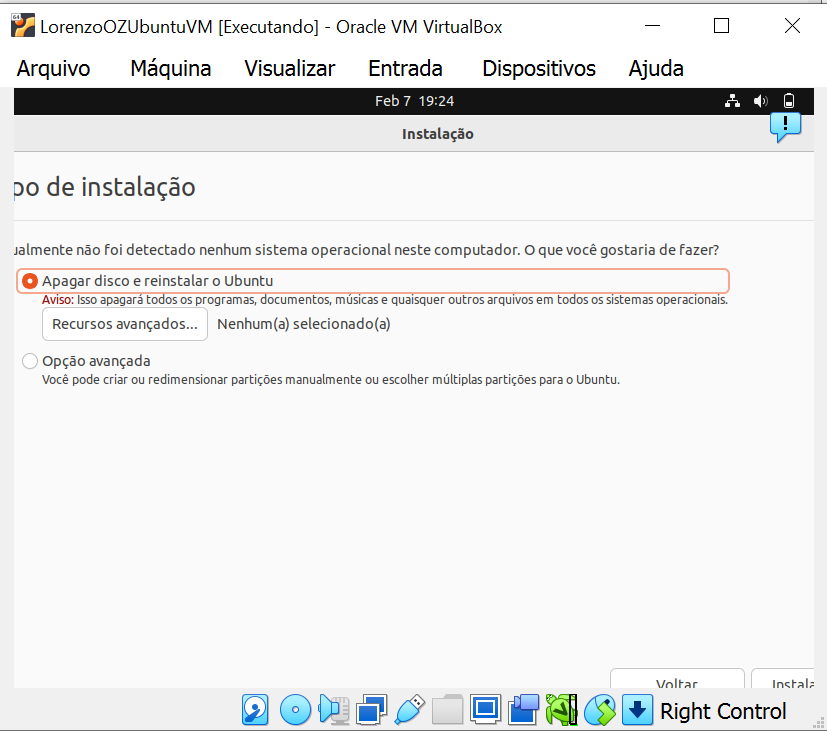 LorenzoOZUbuntuVM [Executando] - Oracle VM VirtualBox
Arquivo Máquina Visualizar Entrada Dispositivos Ajuda
Feb 7 19:24
Instalação
po de instalação
ualmente não foi detectado nenhum sistema operacional neste computador. O que você gostaria de fazer?
Apagar disco e reinstalar o Ubuntu
Aviso: Isso apagará todos os programas, documentos, músicas e quaisquer outros arquivos em todos os sistemas operacionais.
Recursos avançados... Nenhum(a) selecionado(a)
Opção avançada
Você pode criar ou redimensionar partições manualmente ou escolher múltiplas partições para o Ubuntu.
Voltar Instala
Right Control